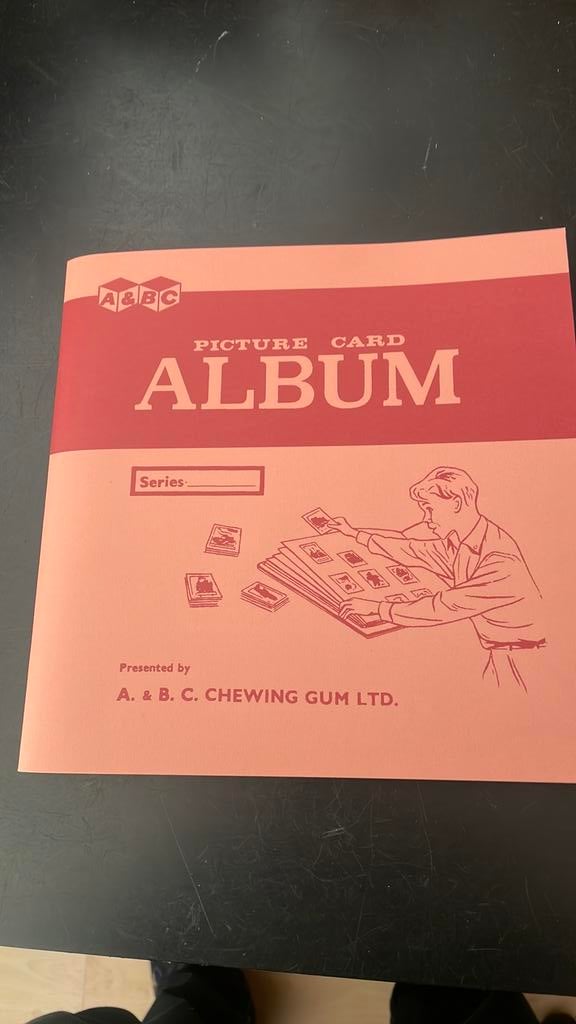 A&BC
PICTURE CARD
ALBUM
Series
Presented by
A. & B. C. CHEWING GUM LTD.